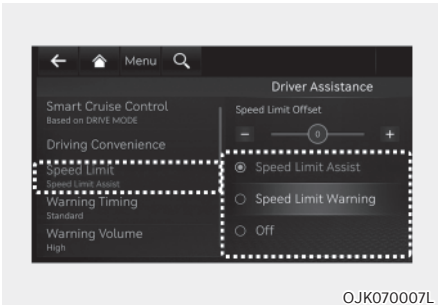 Menu
Driver Assistance
Smart Cruise Control
Based on DRIVE MODE
Driving Convenience
Speed Limit
Speed Limit Assist
Warning Timing
Standard
Warning Volume
High
Speed Limit Offset
- 0 +
Speed Limit Assist
Speed Limit Warning
Off
OJK070007L